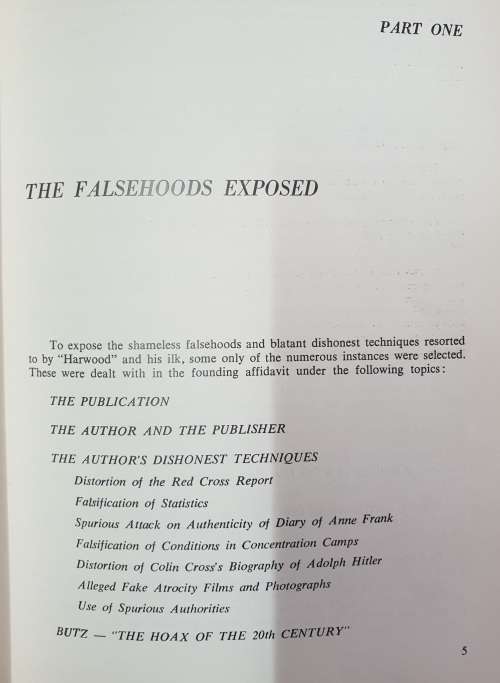 PART ONE
THE FALSEHOODS EXPOSED
To expose the shameless falsehoods and blatant dishonest techniques resorted
to by "Harwood" and his ilk, some only of the numerous instances were selected.
These were dealt with in the founding affidavit under the following topics:
THE PUBLICATION
THE AUTHOR AND THE PUBLISHER
THE AUTHOR'S DISHONEST TECHNIQUES
Distortion of the Red Cross Report
Falsification of Statistics
Spurious Attack on Authenticity of Diary of Anne Frank
Falsification of Conditions in Concentration Camps
Distortion of Colin Cross's Biography of Adolph Hitler
Alleged Fake Atrocity Films and Photographs
Use of Spurious Authorities
BUTZ — "THE HOAX OF THE 20th CENTURY"
5